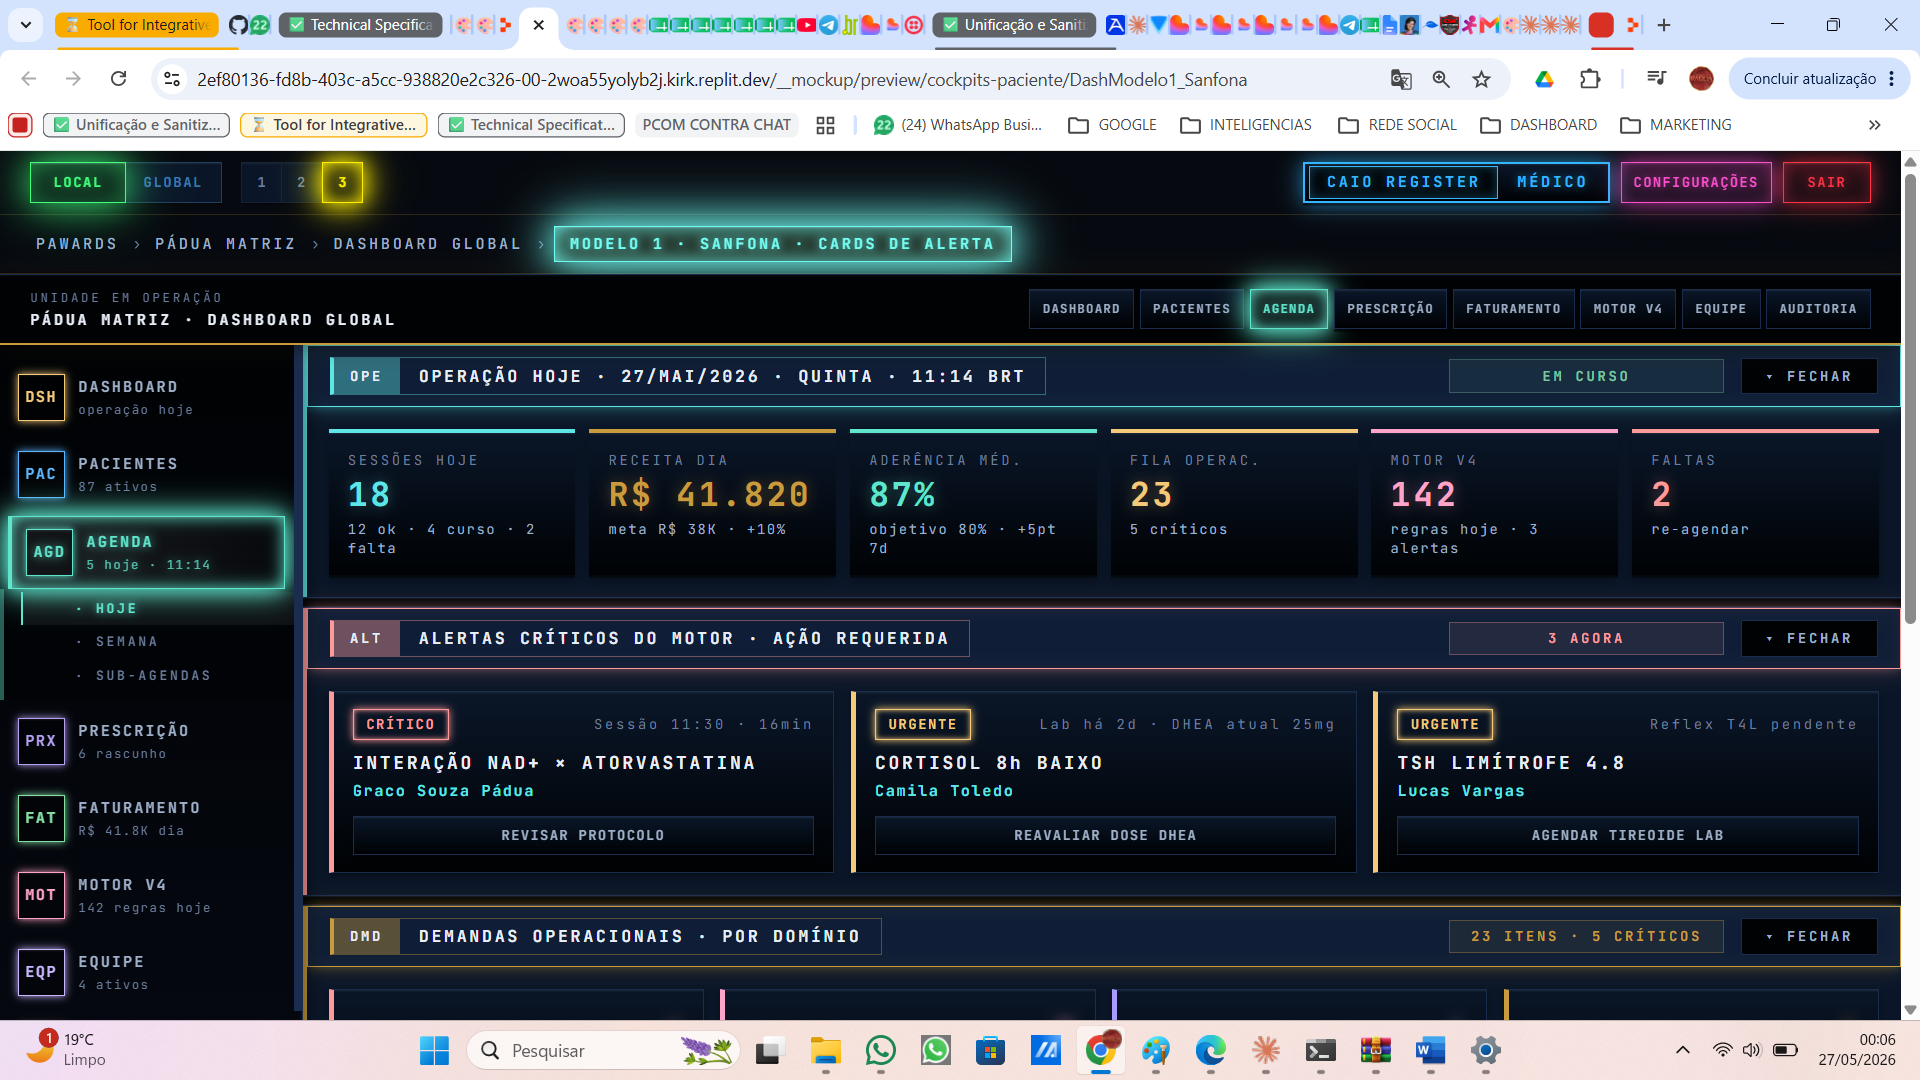 Tool for Integrative
22
Technical Specifica
Unificação e Saniti
2ef80136-fd8b-403c-a5cc-938820e2c326-00-2woa55yolyb2j.kirk.replit.dev/__mockup/preview/cockpits-paciente/DashModelo1_Sanfona
Concluir atualização
Unificação e Sanitiz...
Tool for Integrative...
Technical Specificat...
PCOM CONTRA CHAT
22 (24) WhatsApp Busi...
GOOGLE
INTELIGENCIAS
REDE SOCIAL
DASHBOARD
MARKETING
LOCAL GLOBAL 1 2 3
CAIO REGISTER MÉDICO CONFIGURAÇÕES SAIR
PAWARDS › PÁDUA MATRIZ › DASHBOARD GLOBAL › MODELO 1 · SANFONA · CARDS DE ALERTA
UNIDADE EM OPERAÇÃO
PÁDUA MATRIZ · DASHBOARD GLOBAL
DASHBOARD PACIENTES AGENDA PRESCRIÇÃO FATURAMENTO MOTOR V4 EQUIPE AUDITORIA
DSH DASHBOARD
operação hoje
PAC PACIENTES
87 ativos
AGD AGENDA
5 hoje · 11:14
· HOJE
· SEMANA
· SUB-AGENDAS
PRX PRESCRIÇÃO
6 rascunho
FAT FATURAMENTO
R$ 41.8K dia
MOT MOTOR V4
142 regras hoje
EQP EQUIPE
4 ativos
OPE OPERAÇÃO HOJE · 27/MAI/2026 · QUINTA · 11:14 BRT
EM CURSO
▾ FECHAR
SESSÕES HOJE
18
12 ok · 4 curso · 2
falta
RECEITA DIA
R$ 41.820
meta R$ 38K · +10%
ADERÊNCIA MÉD.
87%
objetivo 80% · +5pt
7d
FILA OPERAC.
23
5 críticos
MOTOR V4
142
regras hoje · 3
alertas
FALTAS
2
re-agendar
ALT ALERTAS CRÍTICOS DO MOTOR · AÇÃO REQUERIDA
3 AGORA
▾ FECHAR
CRÍTICO Sessão 11:30 · 16min
INTERAÇÃO NAD+ × ATORVASTATINA
Graco Souza Pádua
REVISAR PROTOCOLO
URGENTE Lab há 2d · DHEA atual 25mg
CORTISOL 8h BAIXO
Camila Toledo
REAVALIAR DOSE DHEA
URGENTE Reflex T4L pendente
TSH LIMÍTROFE 4.8
Lucas Vargas
AGENDAR TIREOIDE LAB
DMD DEMANDAS OPERACIONAIS · POR DOMÍNIO
23 ITENS · 5 CRÍTICOS
▾ FECHAR
1
19°C
Limpo
Pesquisar
00:06
27/05/2026